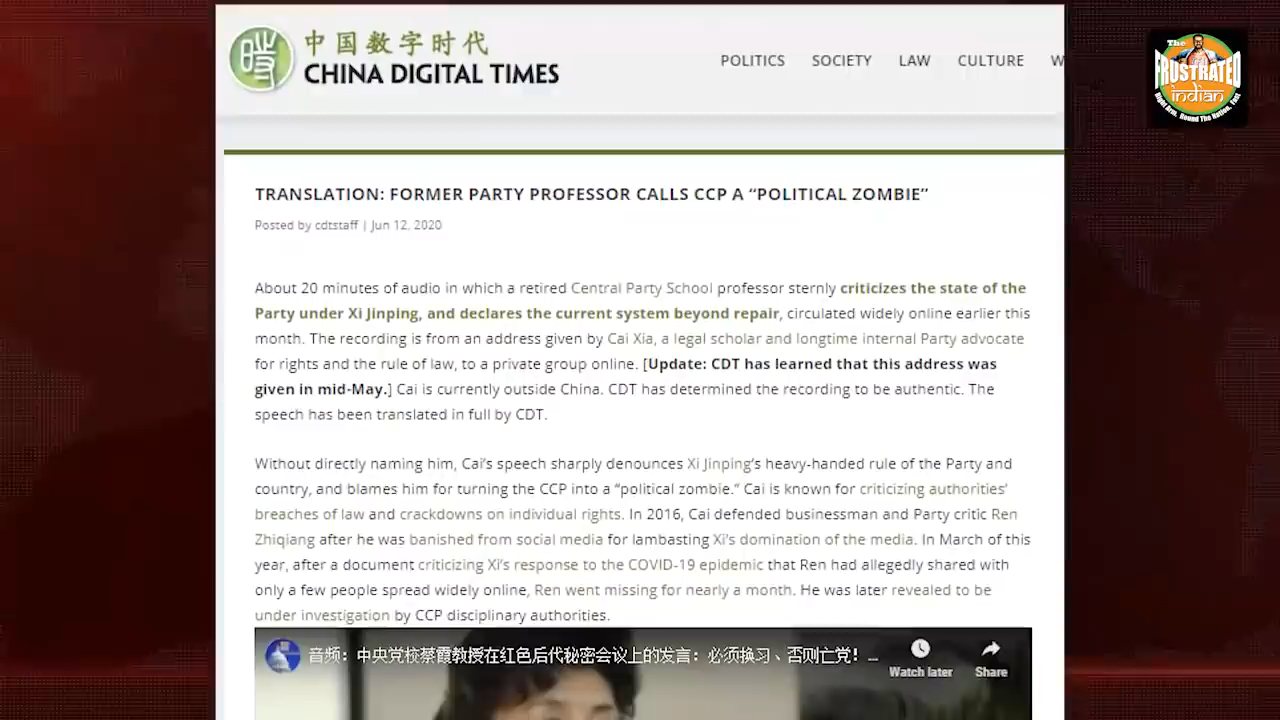 中国数字时代
CHINA DIGITAL TIMES
POLITICS SOCIETY LAW CULTURE W
The
FRUSTRATED
indian
Right Arm. Round The Nation. Fast
TRANSLATION: FORMER PARTY PROFESSOR CALLS CCP A “POLITICAL ZOMBIE”
Posted by cdtstaff | Jun 12, 2020
About 20 minutes of audio in which a retired Central Party School professor sternly criticizes the state of the
Party under Xi Jinping, and declares the current system beyond repair, circulated widely online earlier this
month. The recording is from an address given by Cai Xia, a legal scholar and longtime internal Party advocate
for rights and the rule of law, to a private group online. [Update: CDT has learned that this address was
given in mid-May.] Cai is currently outside China. CDT has determined the recording to be authentic. The
speech has been translated in full by CDT.
Without directly naming him, Cai’s speech sharply denounces Xi Jinping’s heavy-handed rule of the Party and
country, and blames him for turning the CCP into a “political zombie.” Cai is known for criticizing authorities’
breaches of law and crackdowns on individual rights. In 2016, Cai defended businessman and Party critic Ren
Zhiqiang after he was banished from social media for lambasting Xi’s domination of the media. In March of this
year, after a document criticizing Xi’s response to the COVID-19 epidemic that Ren had allegedly shared with
only a few people spread widely online, Ren went missing for nearly a month. He was later revealed to be
under investigation by CCP disciplinary authorities.
音频：中央党校蔡霞教授在红色后代秘密会议上的发言：必须换习、否则亡党！...
Watch later Share